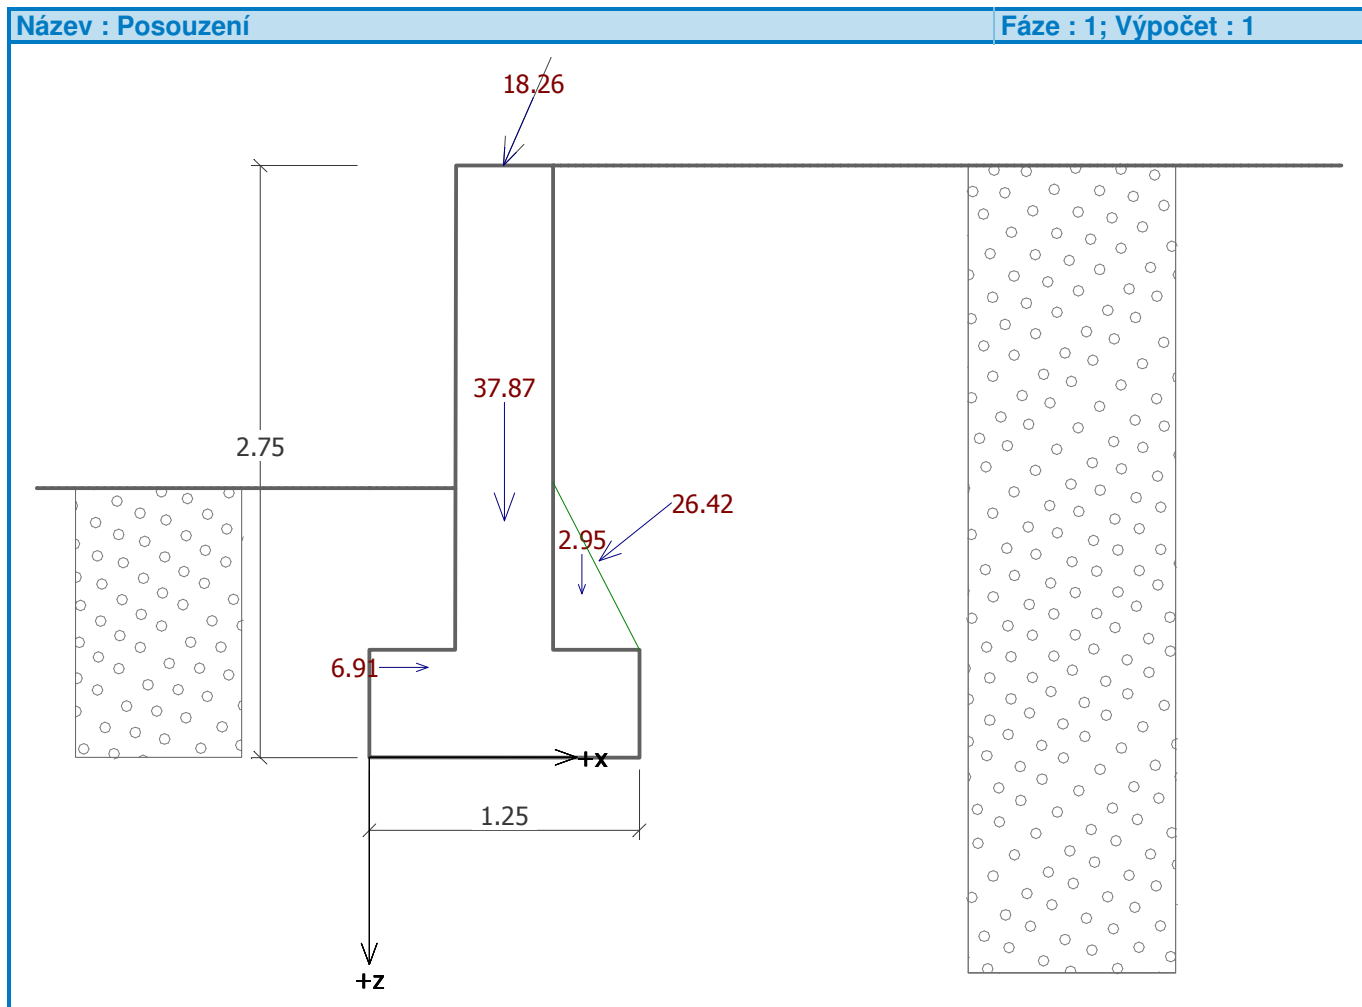 Název : Posouzení
Fáze : 1; Výpočet : 1
18.26
37.87
2.75
26.42
2.95
6.91
+x
1.25
+z